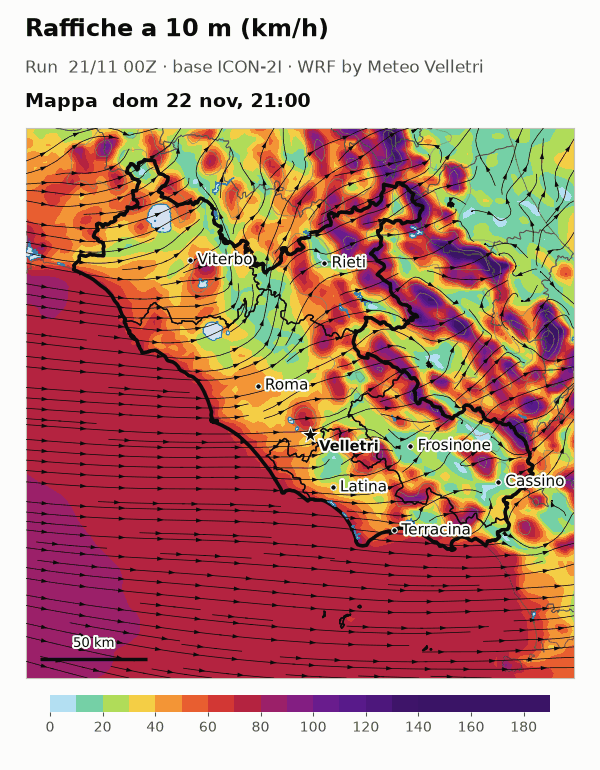 Raffiche a 10 m (km/h)
Run 21/11 00Z · base ICON-2I · WRF by Meteo Velletri
Mappa dom 22 nov, 21:00
Viterbo
Rieti
Roma
Velletri
Frosinone
Cassino
Latina
Terracina
50 km
0 20 40 60 80 100 120 140 160 180